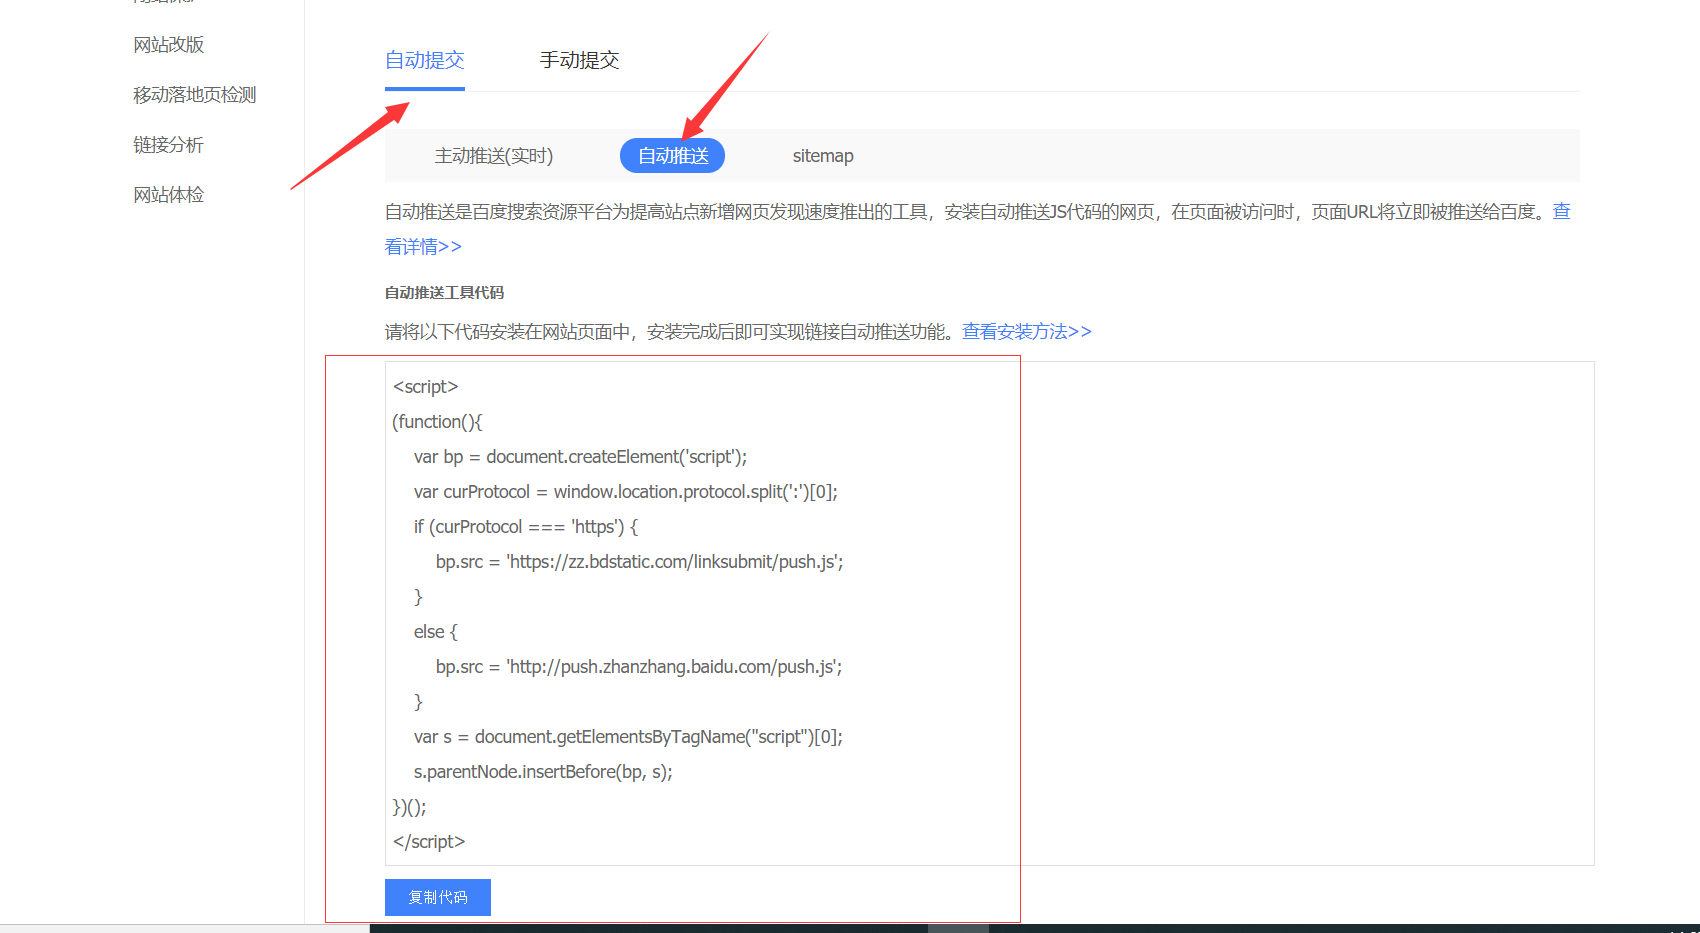 网站改版
移动落地页检测
链接分析
网站体检
自动提交
手动提交
主动推送(实时)
自动推送
sitemap
自动推送是百度搜索资源平台为提高站点新增网页发现速度推出的工具，安装自动推送JS代码的网页，在页面被访问时，页面URL将立即被推送给百度。查
看详情>>
自动推送工具代码
请将以下代码安装在网站页面中，安装完成后即可实现链接自动推送功能。查看安装方法>>
<script>
(function(){
    var bp = document.createElement('script');
    var curProtocol = window.location.protocol.split(':')[0];
    if (curProtocol === 'https') {
        bp.src = 'https://zz.bdstatic.com/linksubmit/push.js';
    }
    else {
        bp.src = 'http://push.zhanzhang.baidu.com/push.js';
    }
    var s = document.getElementsByTagName("script")[0];
    s.parentNode.insertBefore(bp, s);
})();
</script>
复制代码